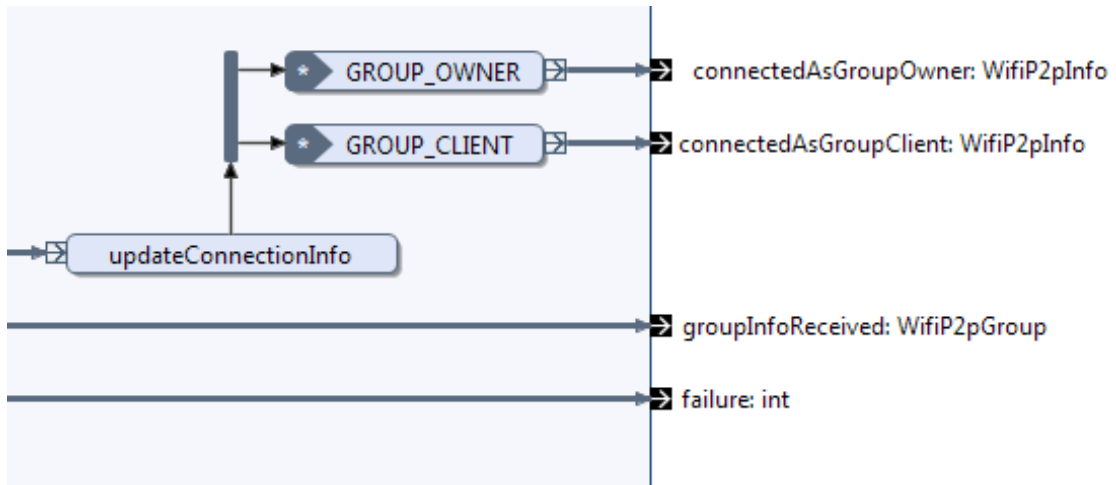 * GROUP_OWNER
connectedAsGroupOwner: WifiP2pInfo
* GROUP_CLIENT
connectedAsGroupClient: WifiP2pInfo
updateConnectionInfo
groupInfoReceived: WifiP2pGroup
failure: int